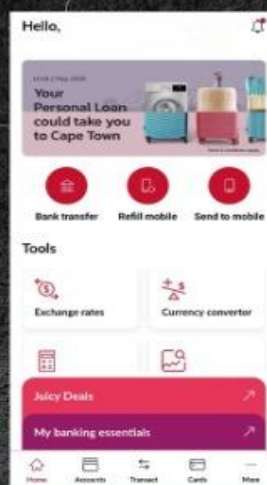 Hello,
Your
Personal Loan
could take you
to Cape Town
Bank transfer
Refill mobile
Send to mobile
Tools
Exchange rates
Currency convertor
Juicy Deals
My banking essentials
Home
Accounts
Transact
Cards
More